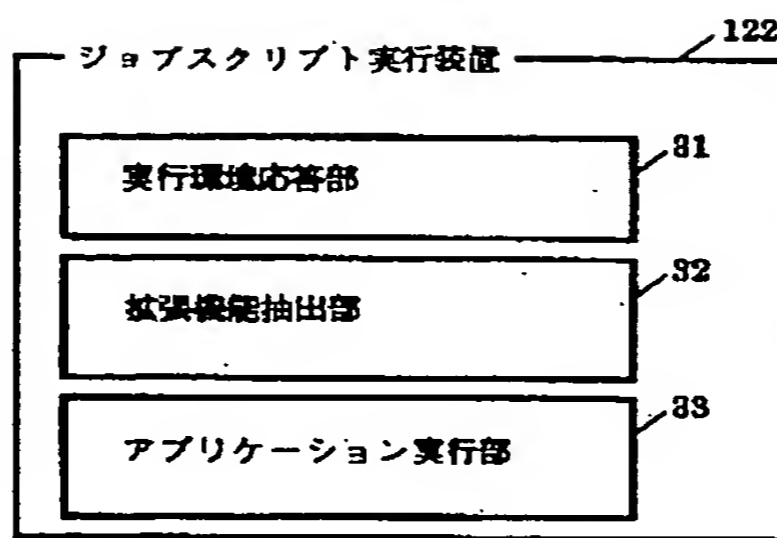 122
ジョブスクリプト実行装置
実行環境応答部
31
拡張機能抽出部
32
アプリケーション実行部
33